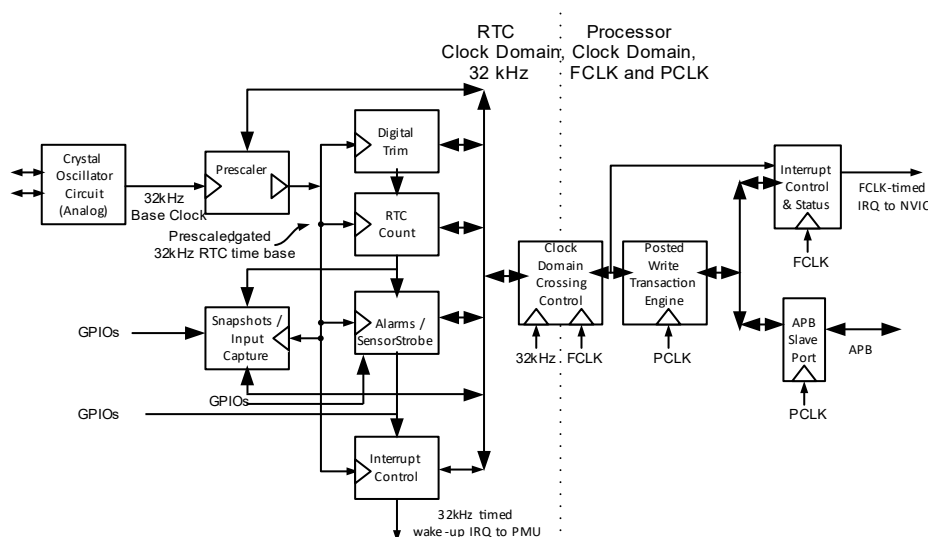 RTC
Clock Domain,
32 kHz
Processor
Clock Domain,
FCLK and PCLK
Crystal
Oscillator
Circuit
(Analog)
32kHz
Base Clock
Prescaler
Prescaled,gated
32kHz RTC time base
Digital
Trim
RTC
Count
Snapshots /
Input
Capture
Alarms /
SensorStrobe
GPIOs
GPIOs
GPIOs
Interrupt
Control
32kHz timed
wake-up IRQ to PMU
Clock
Domain
Crossing
Control
32kHz
FCLK
Posted
Write
Transaction
Engine
PCLK
Interrupt
Control
& Status
FCLK
FCLK-timed
IRQ to NVIC
APB
Slave
Port
PCLK
APB